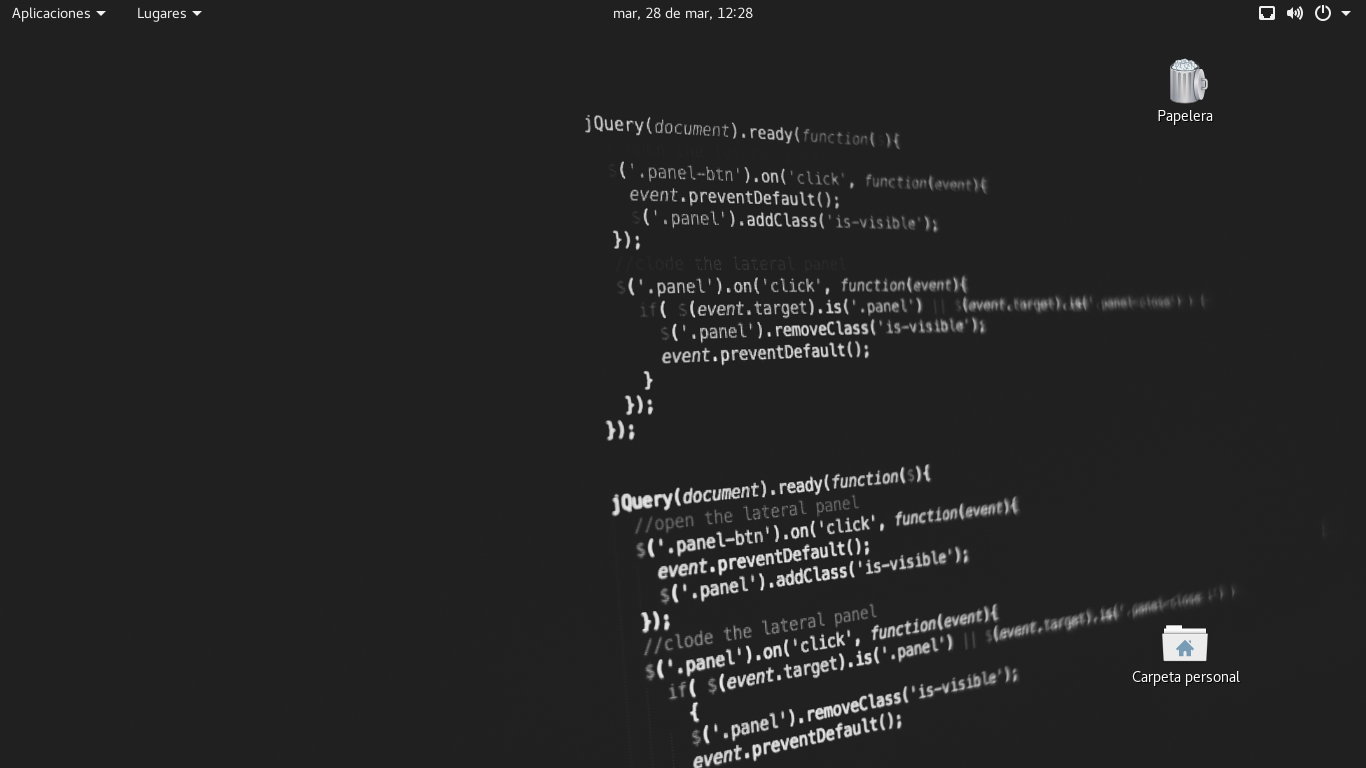 Aplicaciones Lugares mar, 28 de mar, 12:28
Papelera
jQuery(document).ready(function($){
$('.panel-btn').on('click', function(event){
event.preventDefault();
$('.panel').addClass('is-visible');
});
//clode the lateral panel
$('.panel').on('click', function(event){
if( $(event.target).is('.panel') || $(event.target).is('.panel-close') ) {
$('.panel').removeClass('is-visible');
event.preventDefault();
}
});
});
jQuery(document).ready(function($){
//open the lateral panel
$('.panel-btn').on('click', function(event){
event.preventDefault();
$('.panel').addClass('is-visible');
});
//clode the lateral panel
$('.panel').on('click', function(event){
if( $(event.target).is('.panel') || $(event.target).is('.panel-close
{
$('.panel').removeClass('is-visible');
event.preventDefault();
Carpeta personal